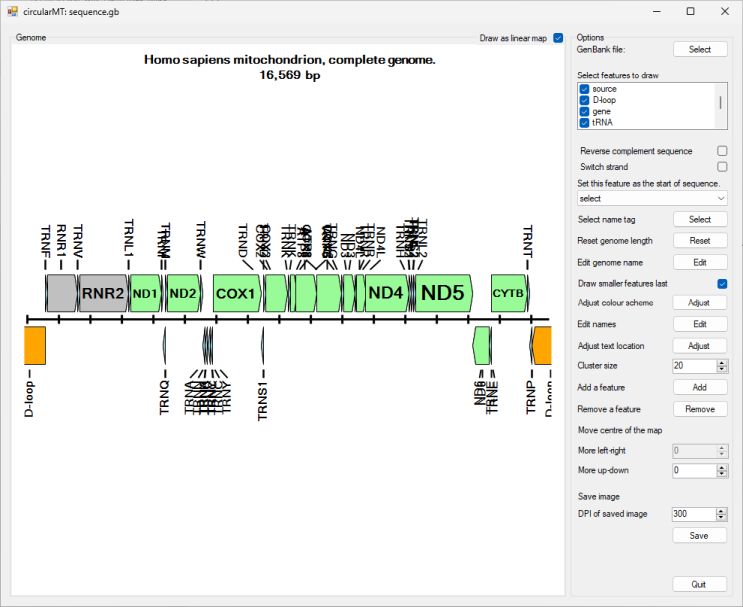 circularMT: sequence.gb
Genome
Draw as linear map
Homo sapiens mitochondrion, complete genome.
16,569 bp
TRNF
RNR1
TRNV
TRNL1
TRNW
TRND
TRNK
ND3
ND4L
TRNL2
TRNT
RNR2
ND1
ND2
COX1
ND4
ND5
CYTB
D-loop
TRNQ
TRNA
TRNY
TRNS1
ND6
TRNE
TRNP
D-loop
Options
GenBank file:
Select
Select features to draw
source
D-loop
gene
tRNA
Reverse complement sequence
Switch strand
Set this feature as the start of sequence.
select
Select name tag
Select
Reset genome length
Reset
Edit genome name
Edit
Draw smaller features last
Adjust colour scheme
Adjust
Edit names
Edit
Adjust text location
Adjust
Cluster size
20
Add a feature
Add
Remove a feature
Remove
Move centre of the map
More left-right
0
More up-down
0
Save image
DPI of saved image
300
Save
Quit